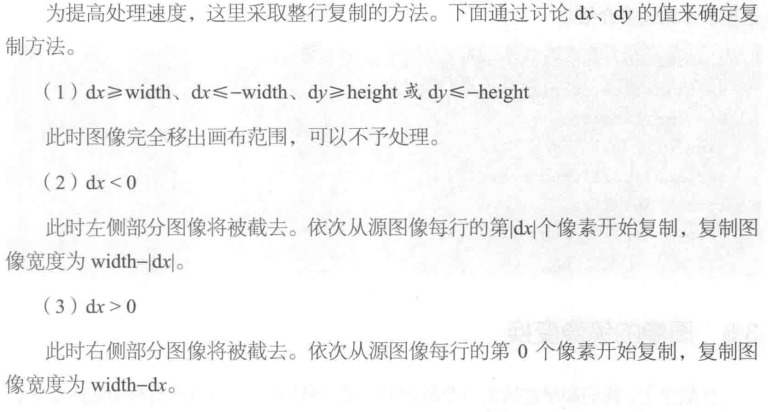 为提高处理速度，这里采取整行复制的方法。下面通过讨论 dx、dy 的值来确定复
制方法。
（1）dx≥width、dx≤–width、dy≥height 或 dy≤–height
此时图像完全移出画布范围，可以不予处理。
（2）dx < 0
此时左侧部分图像将被截去。依次从源图像每行的第|dx|个像素开始复制，复制图
像宽度为 width–|dx|。
（3）dx > 0
此时右侧部分图像将被截去。依次从源图像每行的第 0 个像素开始复制，复制图
像宽度为 width–dx。